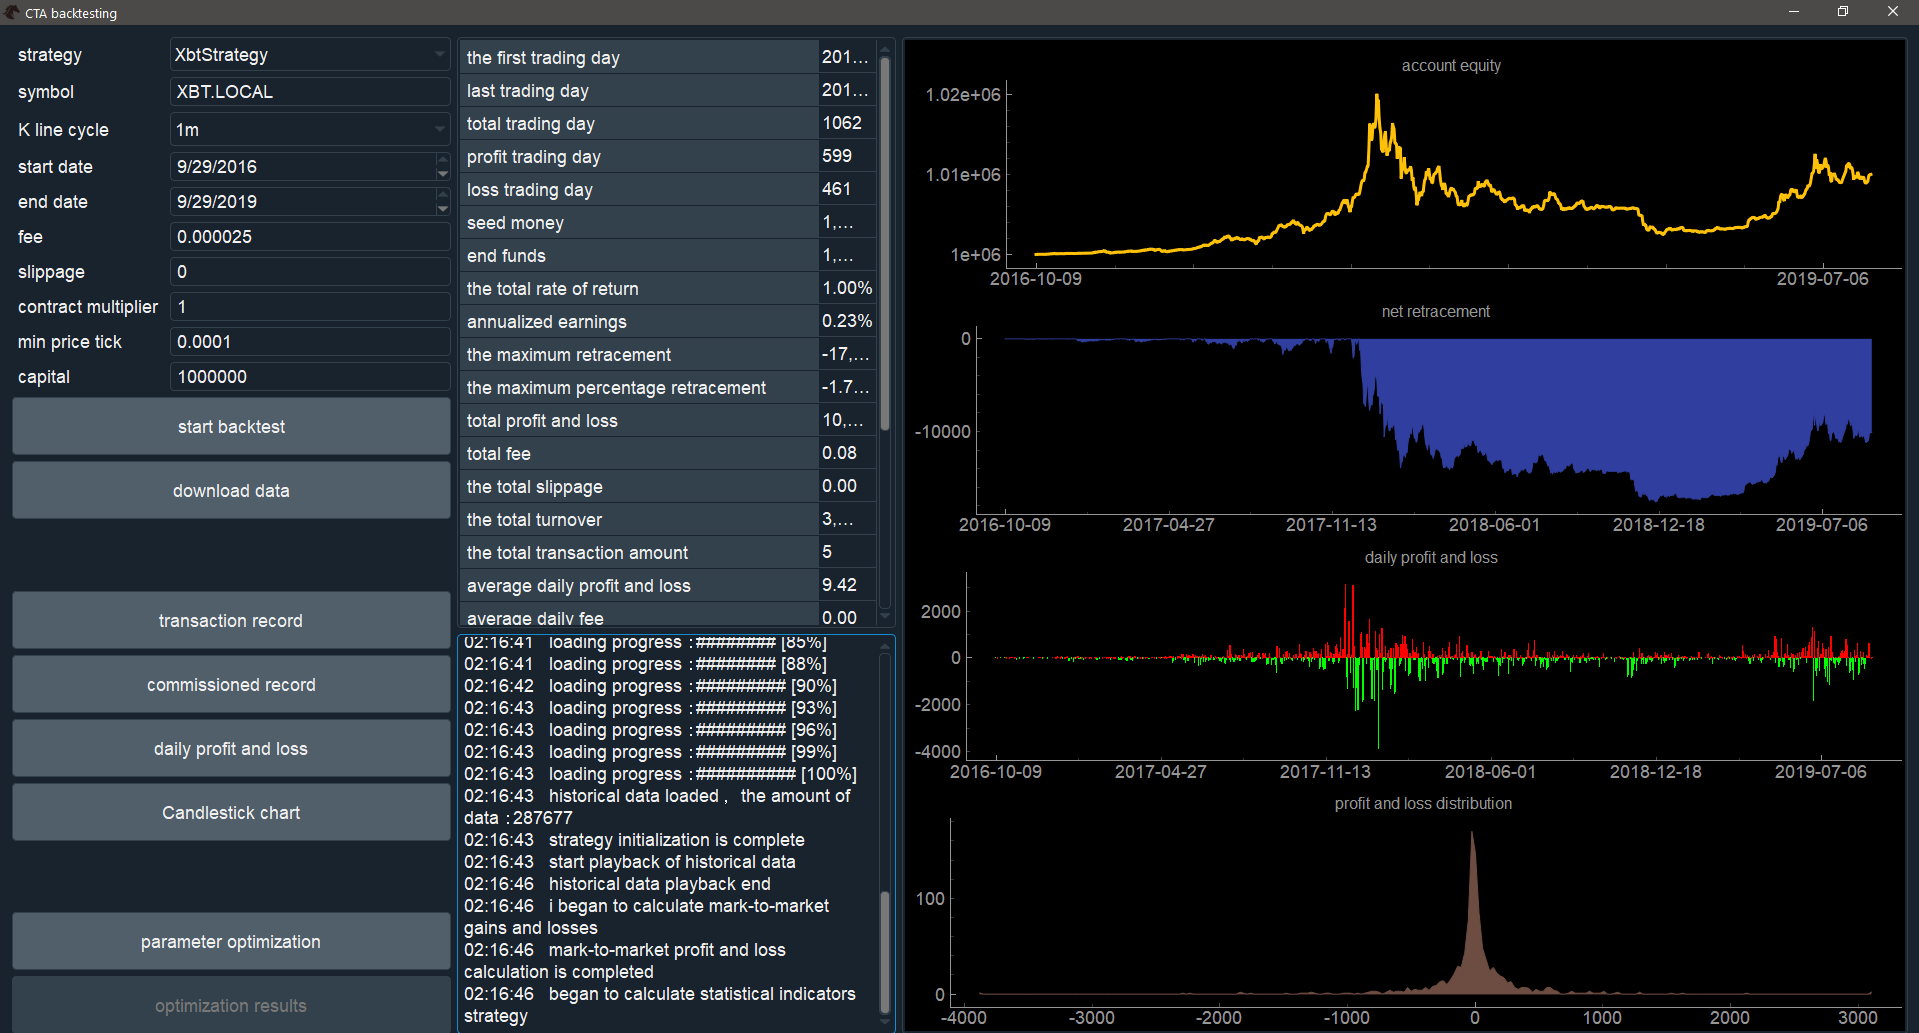 CTA backtesting
strategy XbtStrategy
symbol XBT.LOCAL
K line cycle 1m
start date 9/29/2016
end date 9/29/2019
fee 0.000025
slippage 0
contract multiplier 1
min price tick 0.0001
capital 1000000
start backtest
download data
transaction record
commissioned record
daily profit and loss
Candlestick chart
parameter optimization
optimization results
the first trading day 201...
last trading day 201...
total trading day 1062
profit trading day 599
loss trading day 461
seed money 1,...
end funds 1,...
the total rate of return 1.00%
annualized earnings 0.23%
the maximum retracement -17,...
the maximum percentage retracement -1.7...
total profit and loss 10,...
total fee 0.08
the total slippage 0.00
the total turnover 3,...
the total transaction amount 5
average daily profit and loss 9.42
average daily fee 0.00
02:16:41 loading progress :######## [85%]
02:16:41 loading progress :######## [88%]
02:16:42 loading progress :######### [90%]
02:16:43 loading progress :######### [93%]
02:16:43 loading progress :######### [96%]
02:16:43 loading progress :######### [99%]
02:16:43 loading progress :########## [100%]
02:16:43 historical data loaded , the amount of
data :287677
02:16:43 strategy initialization is complete
02:16:43 start playback of historical data
02:16:46 historical data playback end
02:16:46 i began to calculate mark-to-market
gains and losses
02:16:46 mark-to-market profit and loss
calculation is completed
02:16:46 began to calculate statistical indicators
strategy
account equity
1.02e+06
1.01e+06
1e+06
2016-10-09 2019-07-06
net retracement
0
-10000
2016-10-09 2017-04-27 2017-11-13 2018-06-01 2018-12-18 2019-07-06
daily profit and loss
2000
0
-2000
-4000
2016-10-09 2017-04-27 2017-11-13 2018-06-01 2018-12-18 2019-07-06
profit and loss distribution
100
0
-4000 -3000 -2000 -1000 0 1000 2000 3000